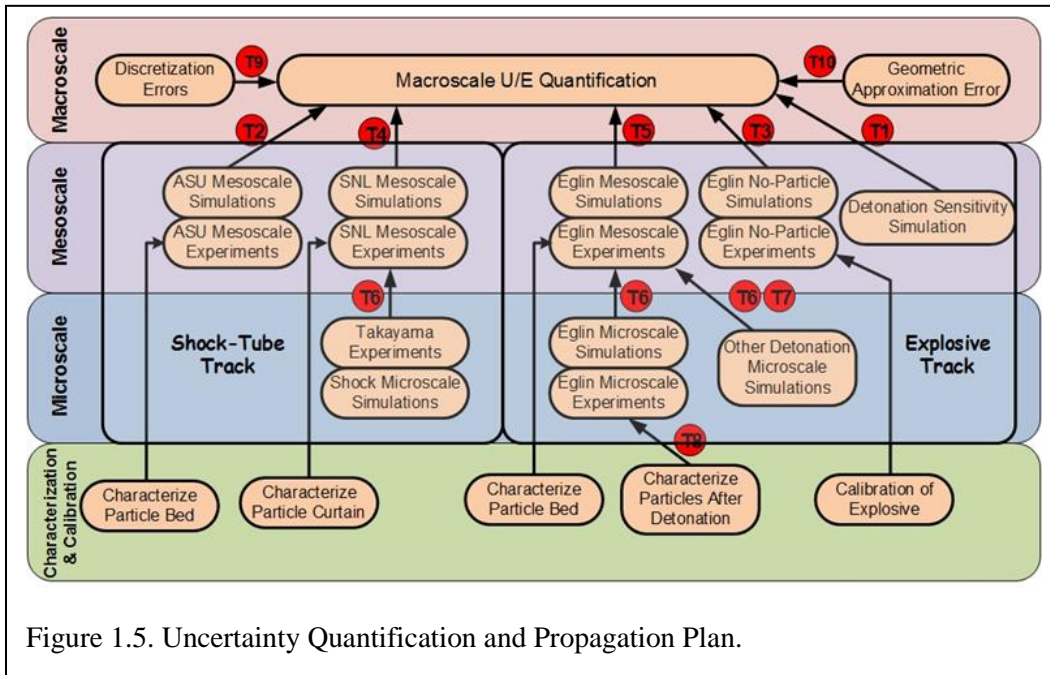 Macroscale
Discretization
Errors
T9
Macroscale U/E Quantification
T10
Geometric
Approximation Error
T2
T4
T5
T3
T1
Mesoscale
ASU Mesoscale
Simulations
ASU Mesoscale
Experiments
SNL Mesoscale
Simulations
SNL Mesoscale
Experiments
Eglin Mesoscale
Simulations
Eglin Mesoscale
Experiments
Eglin No-Particle
Simulations
Eglin No-Particle
Experiments
Detonation Sensitivity
Simulation
T6
T6
T6
T7
Microscale
Shock-Tube
Track
Takayama
Experiments
Shock Microscale
Simulations
Eglin Microscale
Simulations
Eglin Microscale
Experiments
Other Detonation
Microscale
Simulations
Explosive
Track
T8
Characterization
& Calibration
Characterize
Particle Bed
Characterize
Particle Curtain
Characterize
Particle Bed
Characterize
Particles After
Detonation
Calibration of
Explosive
Figure 1.5. Uncertainty Quantification and Propagation Plan.